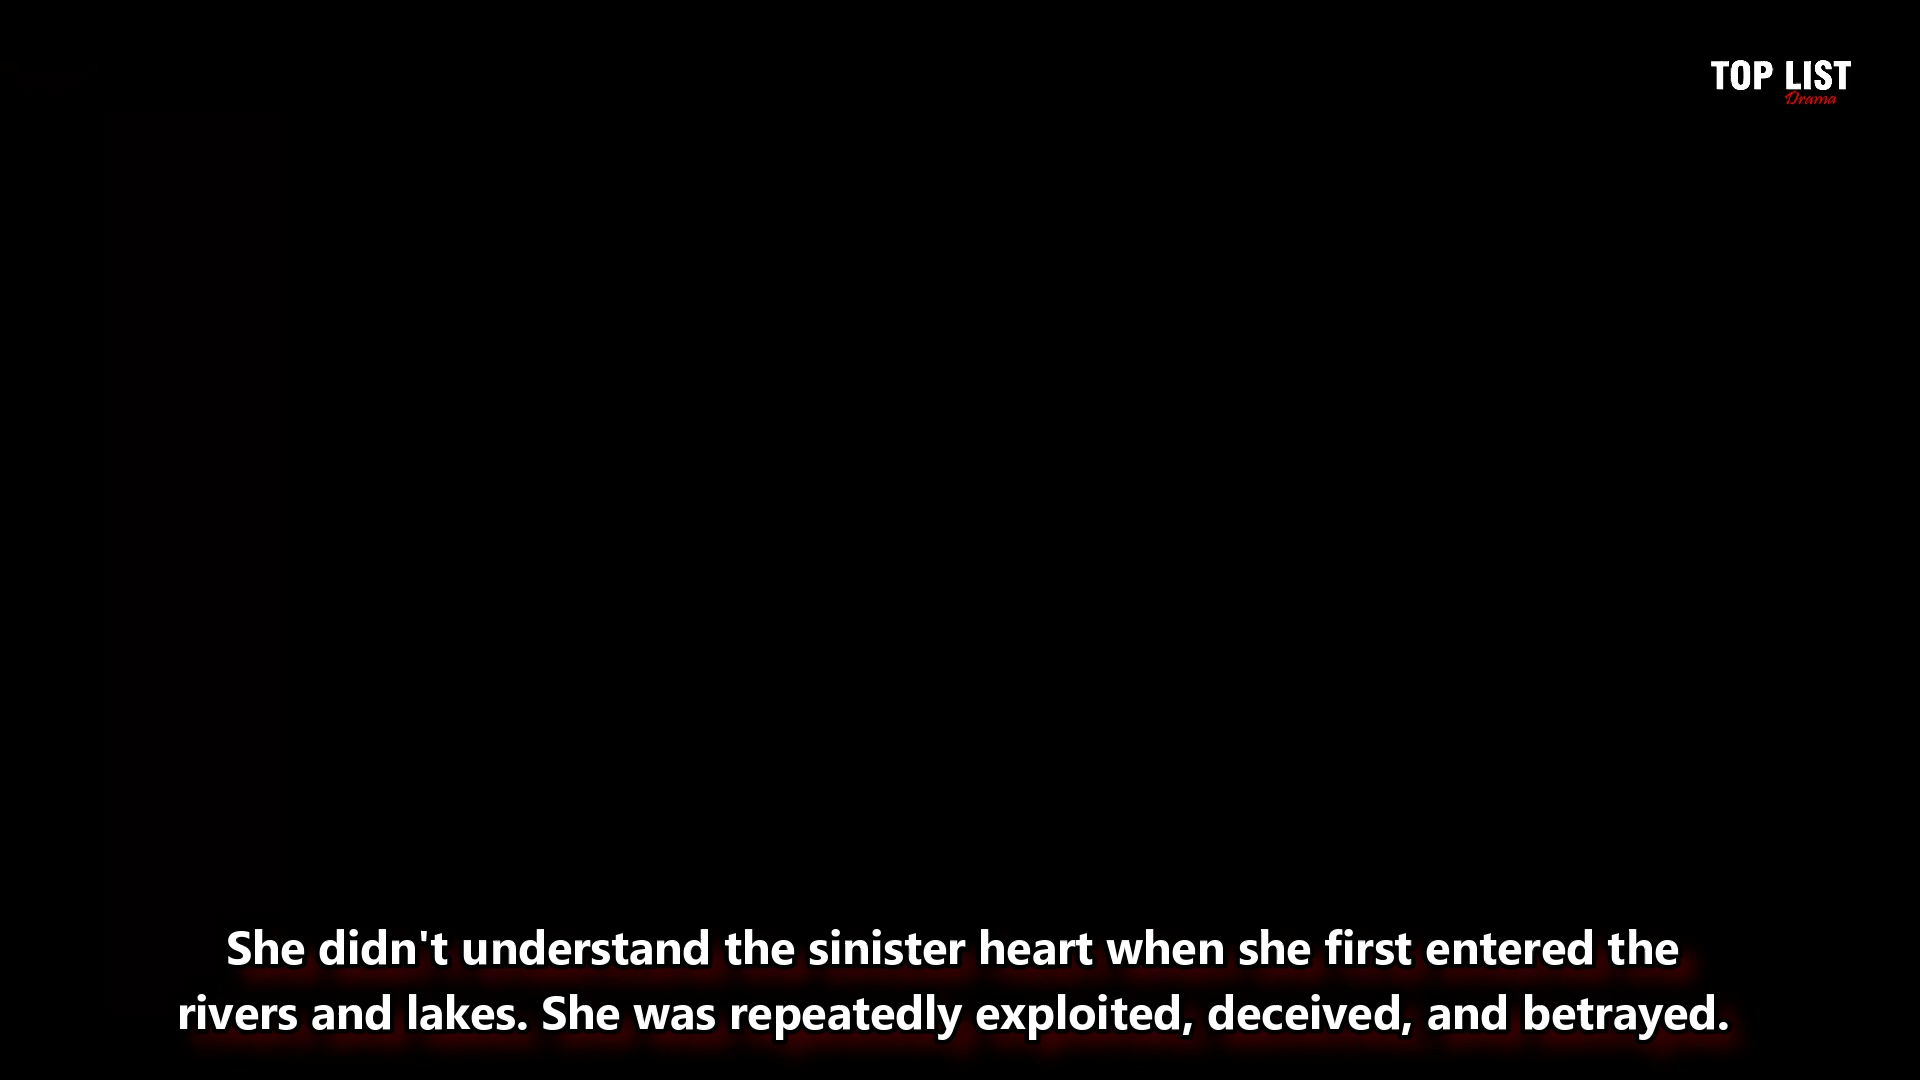 TOP LIST
Drama
She didn't understand the sinister heart when she first entered the
rivers and lakes. She was repeatedly exploited, deceived, and betrayed.